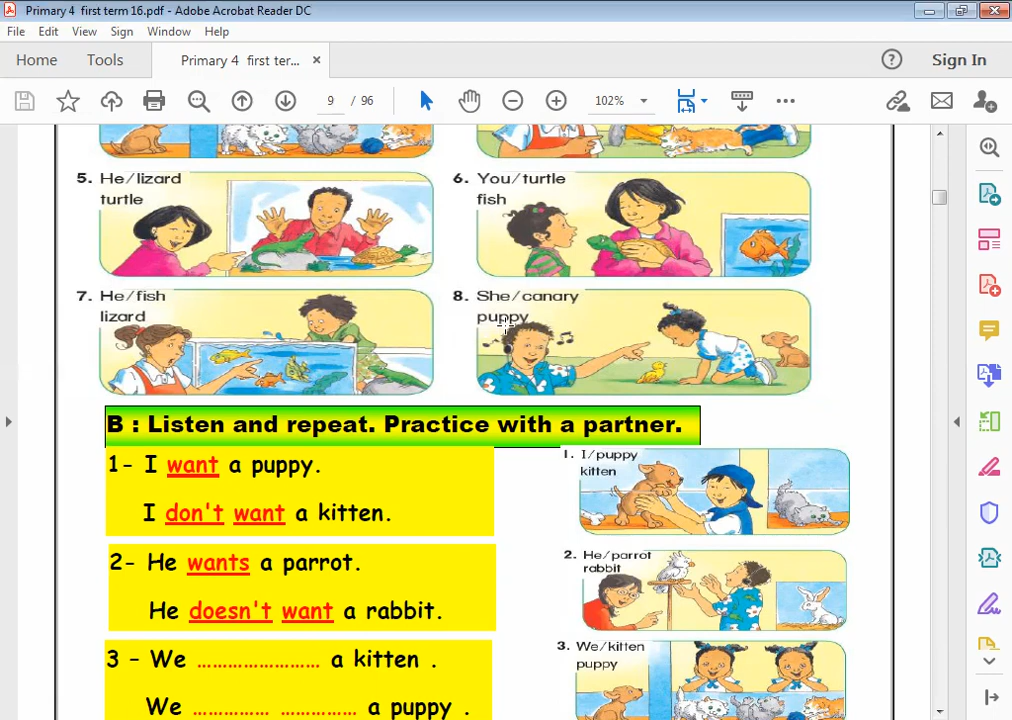 Primary 4 first term 16.pdf - Adobe Acrobat Reader DC
File Edit View Sign Window Help
Home Tools Primary 4 first ter... × Sign In
9 / 96 102%
5. He/lizard
turtle
6. You/turtle
fish
7. He/fish
lizard
8. She/canary
puppy
B : Listen and repeat. Practice with a partner.
1- I want a puppy.
I don't want a kitten.
1. I/puppy
kitten
2- He wants a parrot.
He doesn't want a rabbit.
2. He/parrot
rabbit
3 - We ........................ a kitten .
We ............... ............... a puppy .
3. We/kitten
puppy